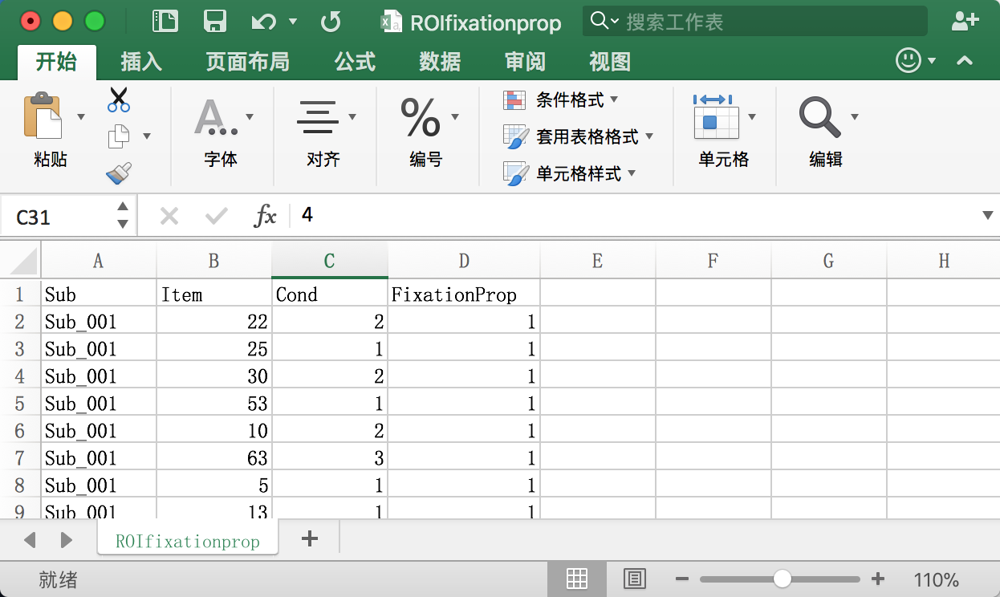 ROIfixationprop
搜索工作表
开始 插入 页面布局 公式 数据 审阅 视图
粘贴 字体 对齐 % 编号 条件格式 套用表格格式 单元格样式 单元格 编辑
C31 fx 4
A B C D E F G H
1 Sub Item Cond FixationProp
2 Sub_001 22 2 1
3 Sub_001 25 1 1
4 Sub_001 30 2 1
5 Sub_001 53 1 1
6 Sub_001 10 2 1
7 Sub_001 63 3 1
8 Sub_001 5 1 1
9 Sub_001 13 1 1
ROIfixationprop +
就绪 110%